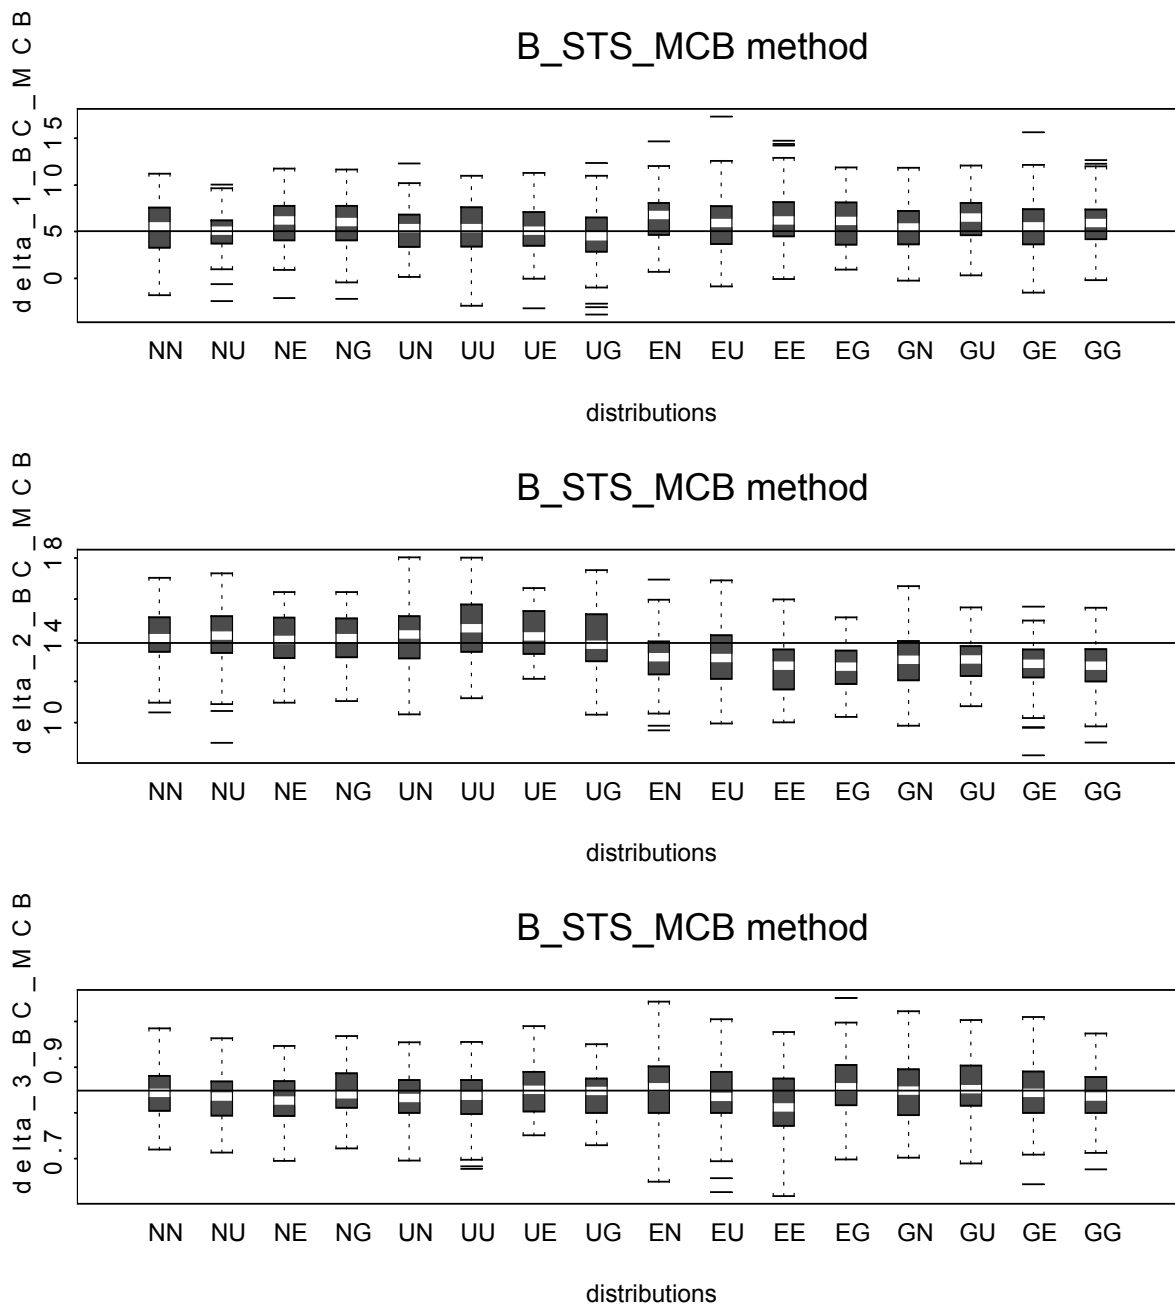 B_STS_MCB method
delta_1_BC_MCB
15
10
5
0
NN NU NE NG UN UU UE UG EN EU EE EG GN GU GE GG
distributions
B_STS_MCB method
delta_2_BC_MCB
18
14
10
NN NU NE NG UN UU UE UG EN EU EE EG GN GU GE GG
distributions
B_STS_MCB method
delta_3_BC_MCB
0.9
0.7
NN NU NE NG UN UU UE UG EN EU EE EG GN GU GE GG
distributions